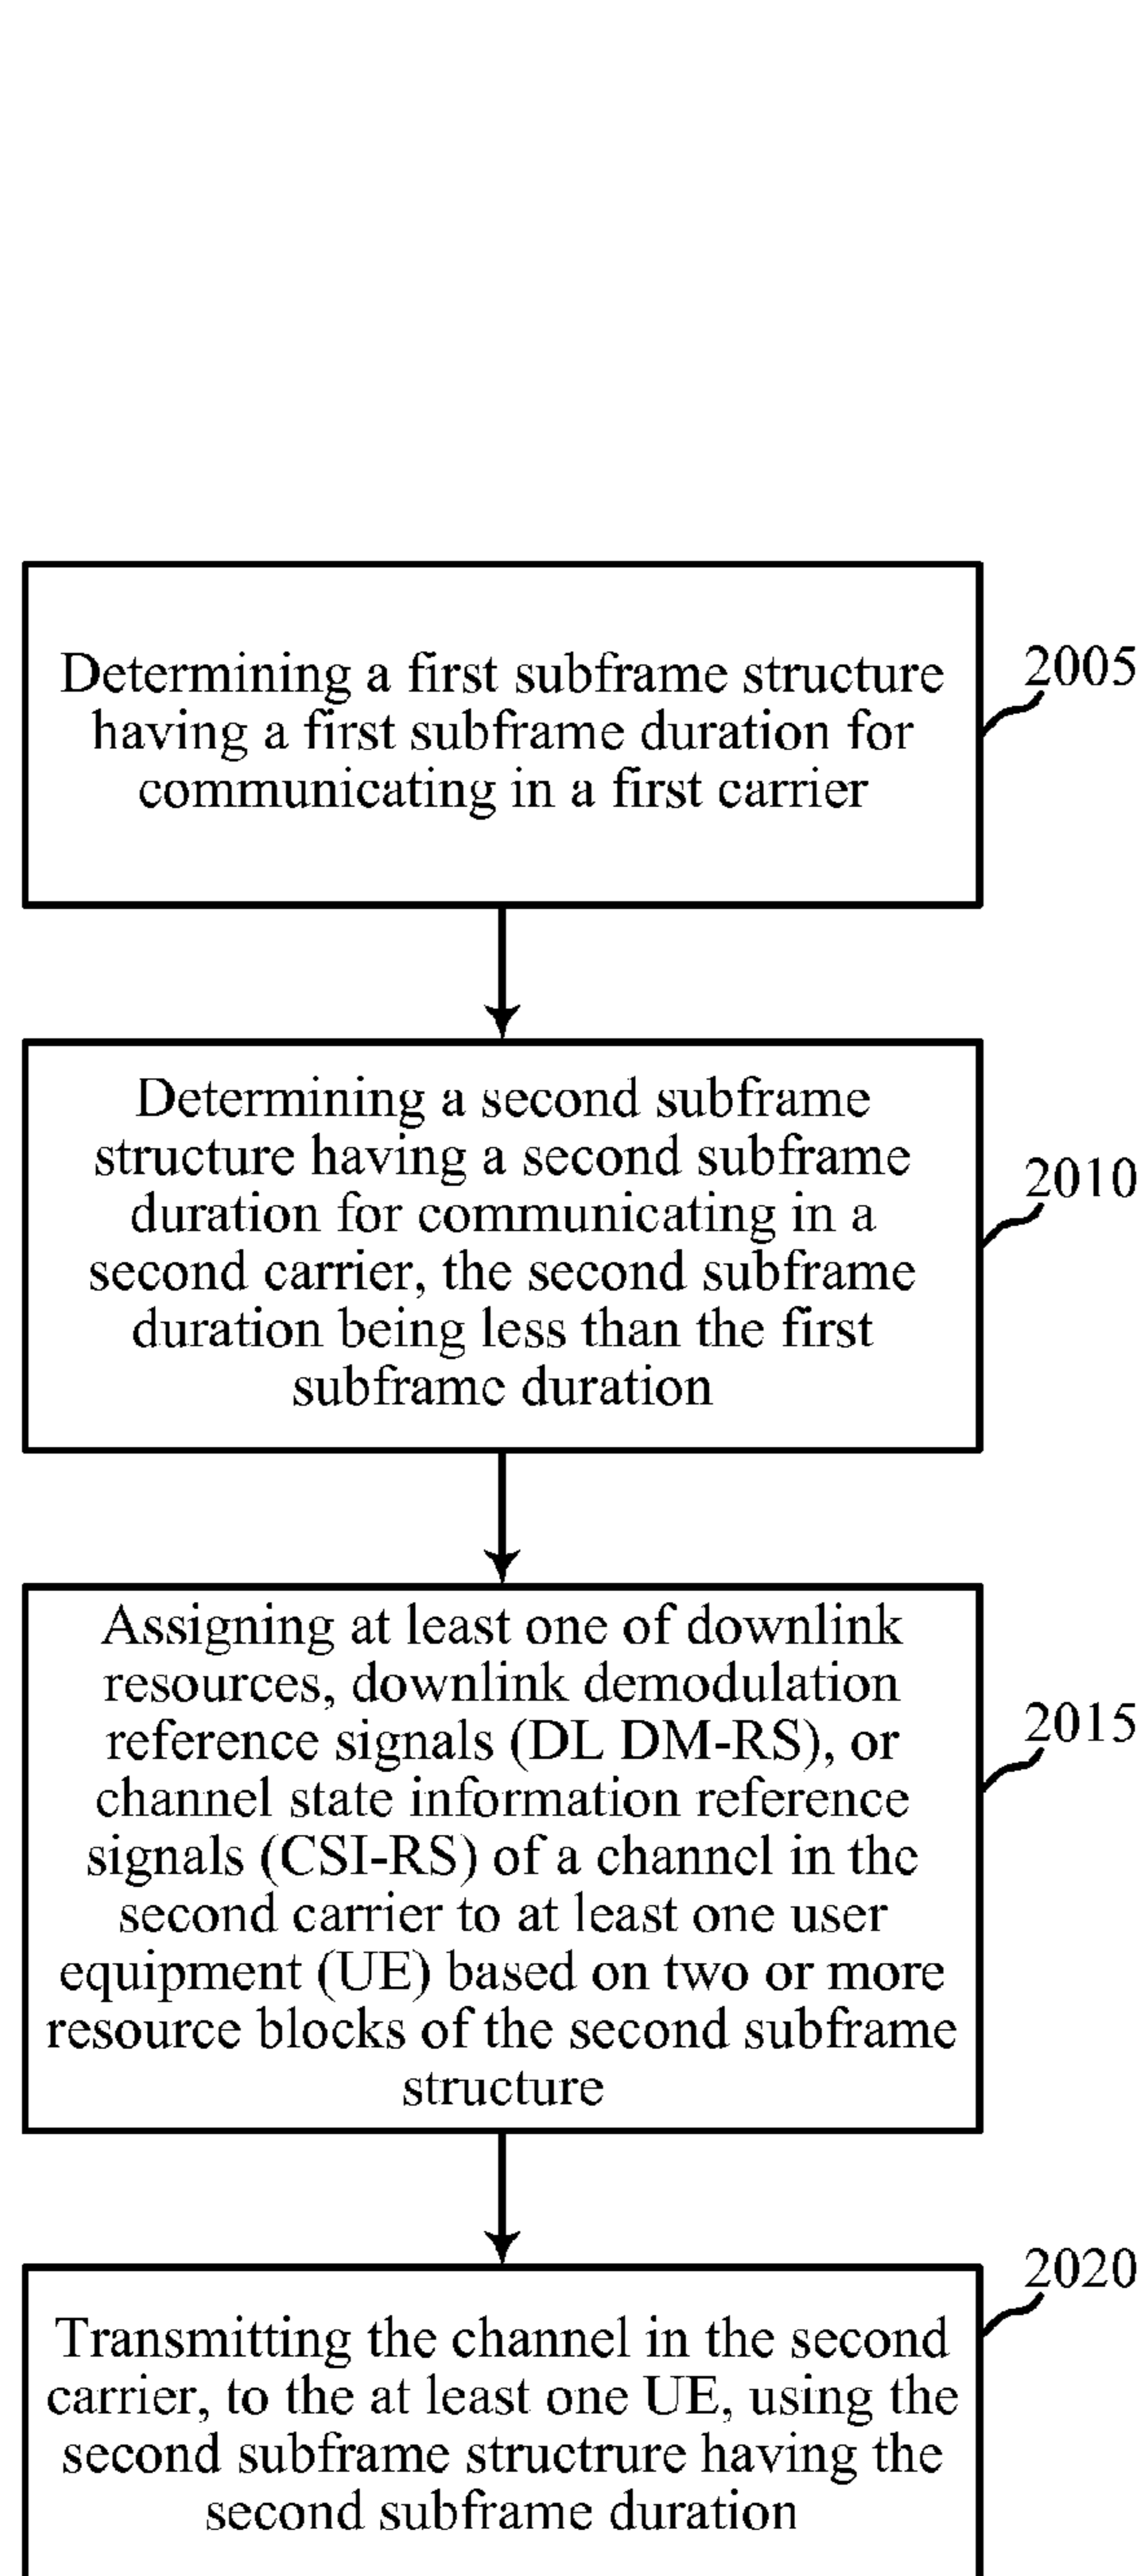 Determining a first subframe structure
having a first subframe duration for
communicating in a first carrier
2005
Determining a second subframe
structure having a second subframe
duration for communicating in a
second carrier, the second subframe
duration being less than the first
subframe duration
2010
Assigning at least one of downlink
resources, downlink demodulation
reference signals (DL DM-RS), or
channel state information reference
signals (CSI-RS) of a channel in the
second carrier to at least one user
equipment (UE) based on two or more
resource blocks of the second subframe
structure
2015
Transmitting the channel in the second
carrier, to the at least one UE, using the
second subframe structrure having the
second subframe duration
2020